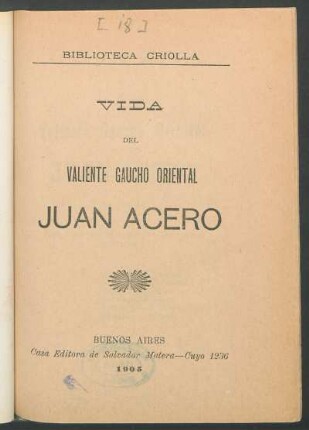 [18]
BIBLIOTECA CRIOLLA
VIDA
DEL
VALIENTE GAUCHO ORIENTAL
JUAN ACERO
BUENOS AIRES
Casa Editora de Salvador Matera—Cuyo 1236
1905